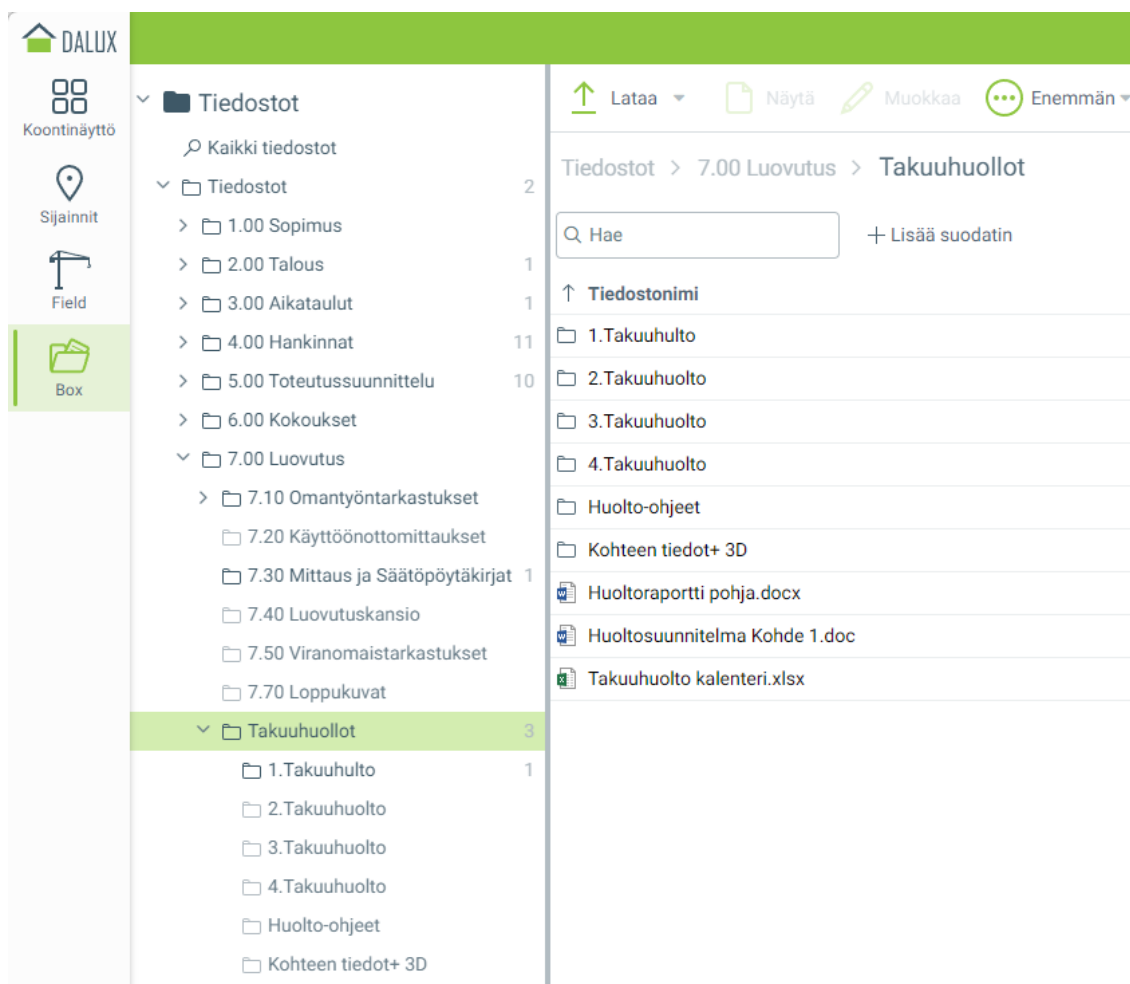 DALUX
Koontinäyttö
Sijainnit
Field
Box
Tiedostot
Kaikki tiedostot
Tiedostot 2
1.00 Sopimus
2.00 Talous 1
3.00 Aikataulut 1
4.00 Hankinnat 11
5.00 Toteutussuunnittelu 10
6.00 Kokoukset
7.00 Luovutus
7.10 Omantyöntarkastukset
7.20 Käyttöönottomittaukset
7.30 Mittaus ja Säätöpöytäkirjat 1
7.40 Luovutuskansio
7.50 Viranomaistarkastukset
7.70 Loppukuvat
Takuuhuollot 3
1.Takuuhulto 1
2.Takuuhuolto
3.Takuuhuolto
4.Takuuhuolto
Huolto-ohjeet
Kohteen tiedot+ 3D
Lataa Näytä Muokkaa Enemmän
Tiedostot > 7.00 Luovutus > Takuuhuollot
Hae + Lisää suodatin
↑ Tiedostonimi
1.Takuuhulto
2.Takuuhuolto
3.Takuuhuolto
4.Takuuhuolto
Huolto-ohjeet
Kohteen tiedot+ 3D
Huoltoraportti pohja.docx
Huoltosuunnitelma Kohde 1.doc
Takuuhuolto kalenteri.xlsx